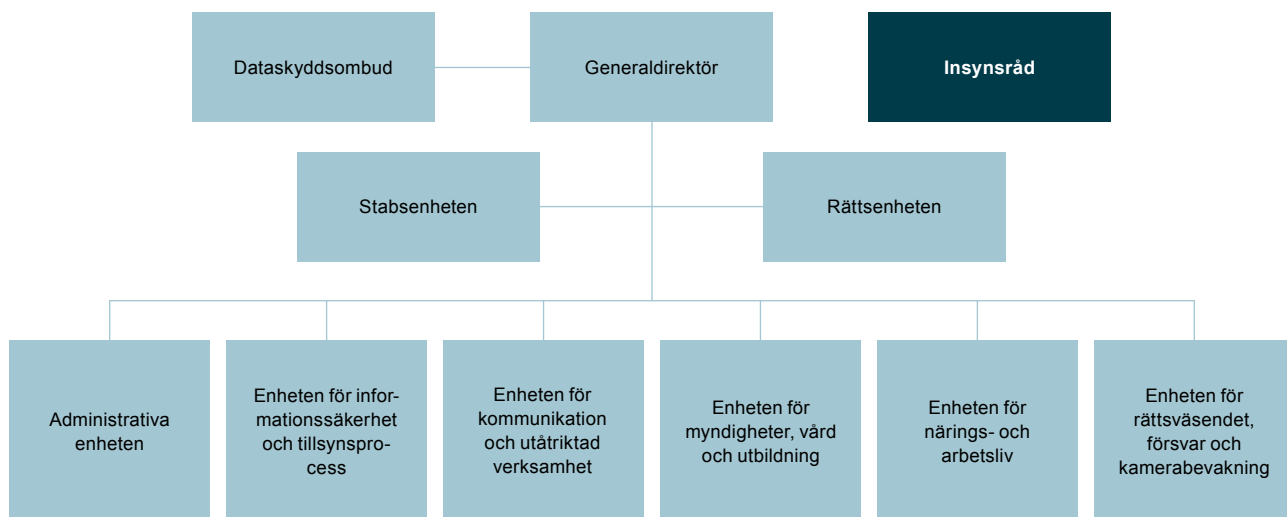 Dataskyddsombud
Generaldirektör
Insynsråd
Stabsenheten
Rättsenheten
Administrativa
enheten
Enheten för infor-
mationssäkerhet
och tillsynspro-
cess
Enheten för
kommunikation
och utåtriktad
verksamhet
Enheten för
myndigheter, vård
och utbildning
Enheten för
närings- och
arbetsliv
Enheten för
rättsväsendet,
försvar och
kamerabevakning